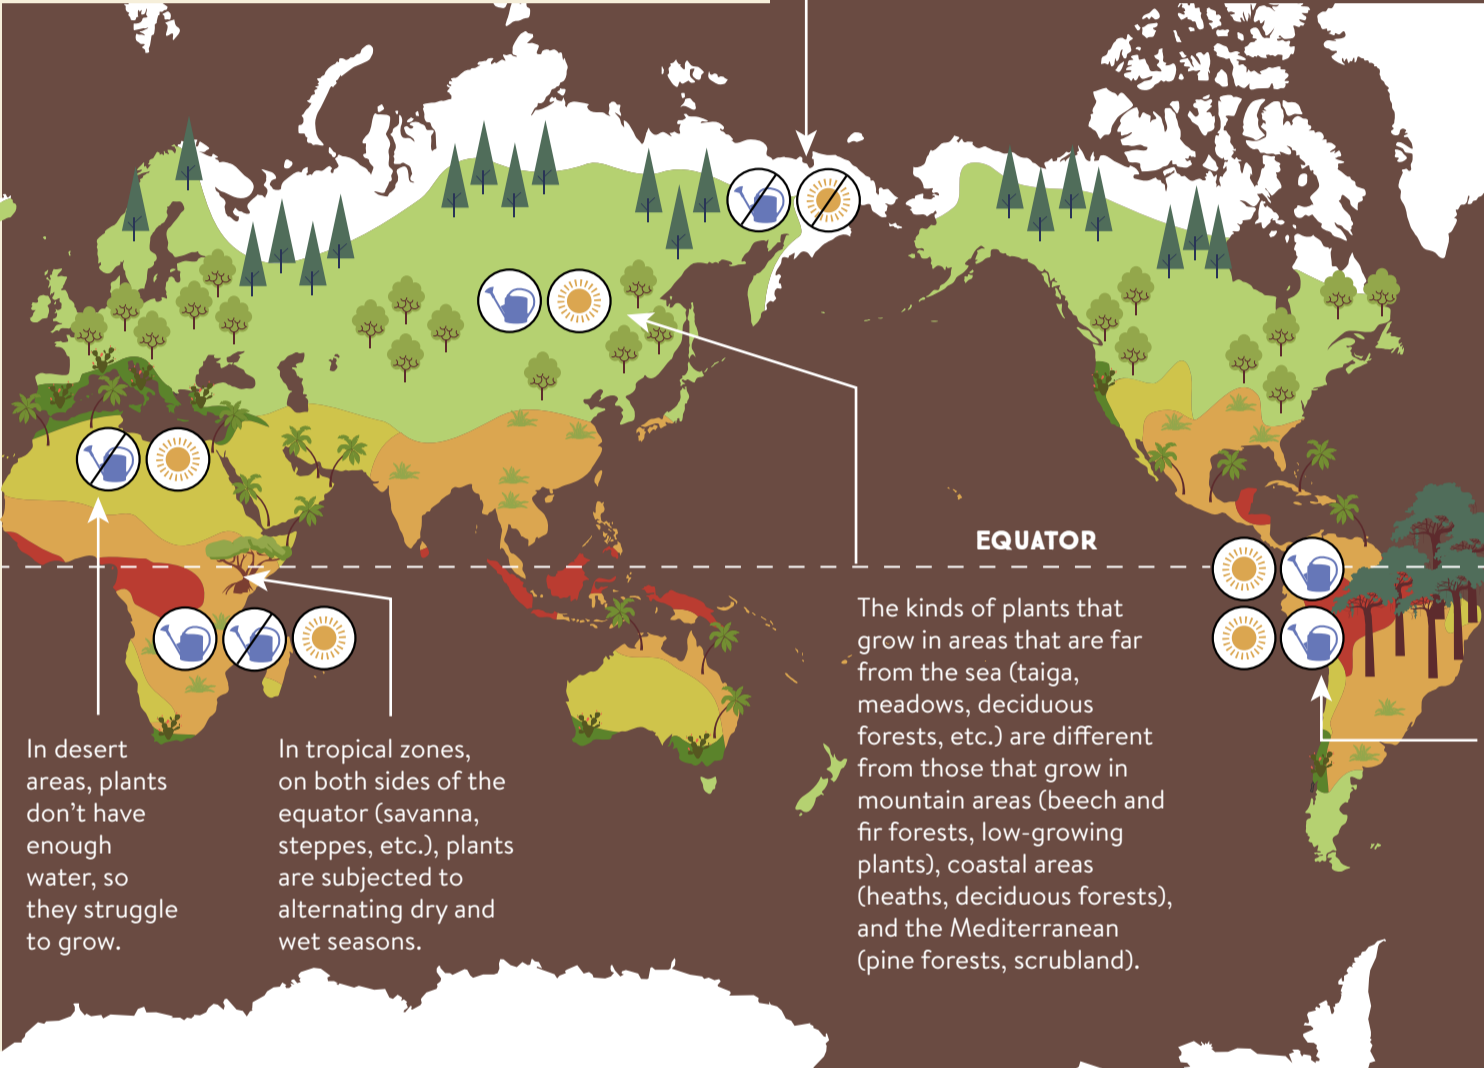 EQUATOR
In desert
areas, plants
don't have
enough
water, so
they struggle
to grow.
In tropical zones,
on both sides of the
equator (savanna,
steppes, etc.), plants
are subjected to
alternating dry and
wet seasons.
The kinds of plants that
grow in areas that are far
from the sea (taiga,
meadows, deciduous
forests, etc.) are different
from those that grow in
mountain areas (beech and
fir forests, low-growing
plants), coastal areas
(heaths, deciduous forests),
and the Mediterranean
(pine forests, scrubland).